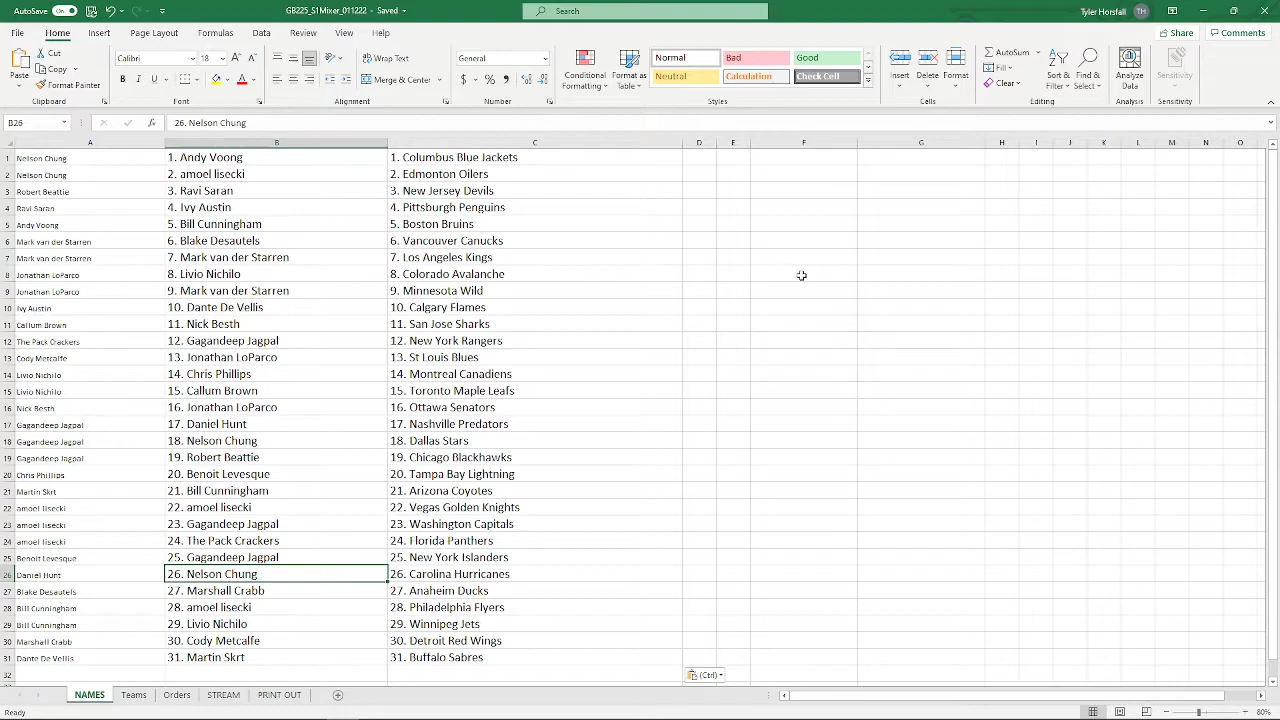 AutoSave On GB225_S1Mixer_011222 - Saved Search Tyler Horsfall TH
File Home Insert Page Layout Formulas Data Review View Help Share Comments
Paste Cut Copy Format Painter Clipboard
Calibri 18 B I U Font
Wrap Text Merge & Center Alignment
General $ % Number
Conditional Formatting Format as Table Normal Bad Good Neutral Calculation Check Cell Styles
Insert Delete Format Cells
AutoSum Fill Clear Sort & Filter Find & Select Editing
Analyze Data Analysis Sensitivity Sensitivity
B26 fx 26. Nelson Chung
A B C D E F G H I J K L M N O
1 Nelson Chung 1. Andy Voong 1. Columbus Blue Jackets
2 Nelson Chung 2. amoel lisecki 2. Edmonton Oilers
3 Robert Beattie 3. Ravi Saran 3. New Jersey Devils
4 Ravi Saran 4. Ivy Austin 4. Pittsburgh Penguins
5 Andy Voong 5. Bill Cunningham 5. Boston Bruins
6 Mark van der Starren 6. Blake Desautels 6. Vancouver Canucks
7 Mark van der Starren 7. Mark van der Starren 7. Los Angeles Kings
8 Jonathan LoParco 8. Livio Nichilo 8. Colorado Avalanche
9 Jonathan LoParco 9. Mark van der Starren 9. Minnesota Wild
10 Ivy Austin 10. Dante De Vellis 10. Calgary Flames
11 Callum Brown 11. Nick Besth 11. San Jose Sharks
12 The Pack Crackers 12. Gagandeep Jagpal 12. New York Rangers
13 Cody Metcalfe 13. Jonathan LoParco 13. St Louis Blues
14 Livio Nichilo 14. Chris Phillips 14. Montreal Canadiens
15 Livio Nichilo 15. Callum Brown 15. Toronto Maple Leafs
16 Nick Besth 16. Jonathan LoParco 16. Ottawa Senators
17 Gagandeep Jagpal 17. Daniel Hunt 17. Nashville Predators
18 Gagandeep Jagpal 18. Nelson Chung 18. Dallas Stars
19 Gagandeep Jagpal 19. Robert Beattie 19. Chicago Blackhawks
20 Chris Phillips 20. Benoit Levesque 20. Tampa Bay Lightning
21 Martin Skrt 21. Bill Cunningham 21. Arizona Coyotes
22 amoel lisecki 22. amoel lisecki 22. Vegas Golden Knights
23 amoel lisecki 23. Gagandeep Jagpal 23. Washington Capitals
24 amoel lisecki 24. The Pack Crackers 24. Florida Panthers
25 Benoit Levesque 25. Gagandeep Jagpal 25. New York Islanders
26 Daniel Hunt 26. Nelson Chung 26. Carolina Hurricanes
27 Blake Desautels 27. Marshall Crabb 27. Anaheim Ducks
28 Bill Cunningham 28. amoel lisecki 28. Philadelphia Flyers
29 Bill Cunningham 29. Livio Nichilo 29. Winnipeg Jets
30 Marshall Crabb 30. Cody Metcalfe 30. Detroit Red Wings
31 Dante De Vellis 31. Martin Skrt 31. Buffalo Sabres
32 (Ctrl)
NAMES Teams Orders STREAM PRINT OUT
Ready 80%